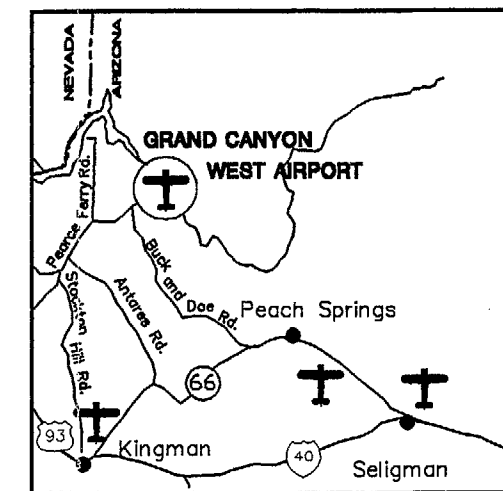 NEVADA
ARIZONA
GRAND CANYON
WEST AIRPORT
Pearce
Ferry Rd.
Buck and
Doe Rd.
Antares Rd.
Stockton
Hill Rd.
Peach Springs
66
93
Kingman
40
Seligman